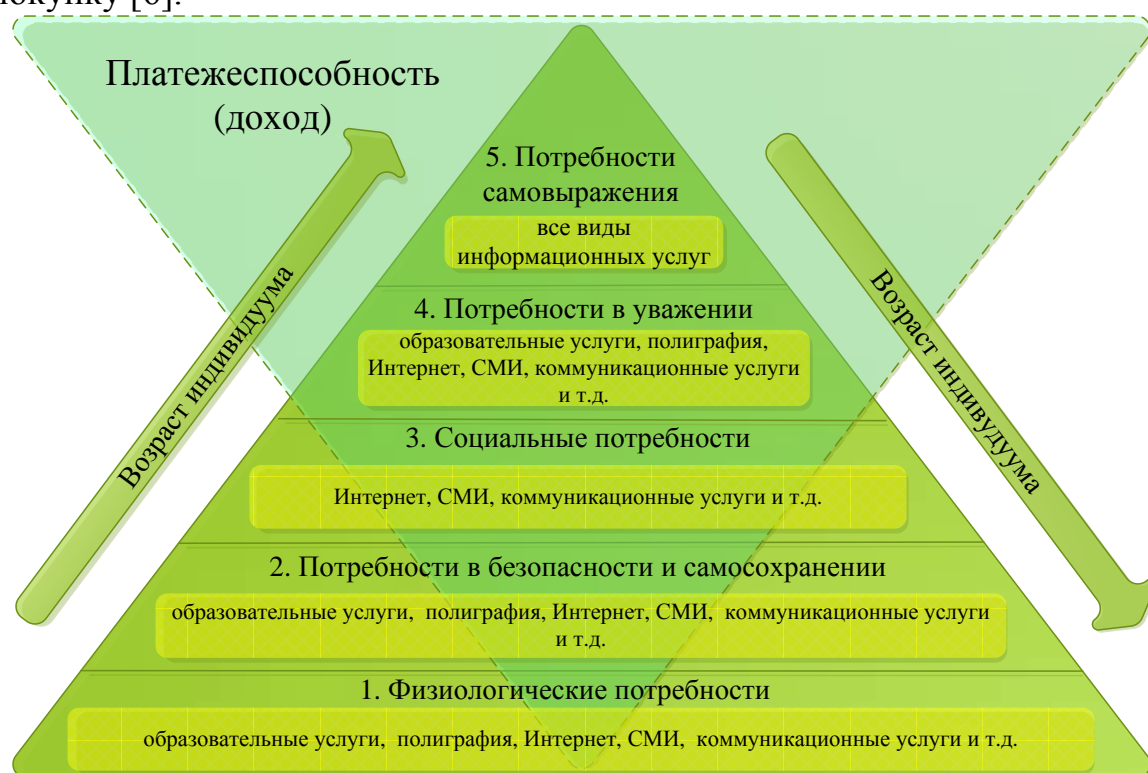 покупку [6].
Платежеспособность
(доход)
5. Потребности
самовыражения
все виды
информационных услуг
Возраст индивидуума
Возраст индивудуума
4. Потребности в уважении
образовательные услуги, полиграфия,
Интернет, СМИ, коммуникационные услуги
и т.д.
3. Социальные потребности
Интернет, СМИ, коммуникационные услуги и т.д.
2. Потребности в безопасности и самосохранении
образовательные услуги, полиграфия, Интернет, СМИ, коммуникационные услуги
и т.д.
1. Физиологические потребности
образовательные услуги, полиграфия, Интернет, СМИ, коммуникационные услуги и т.д.